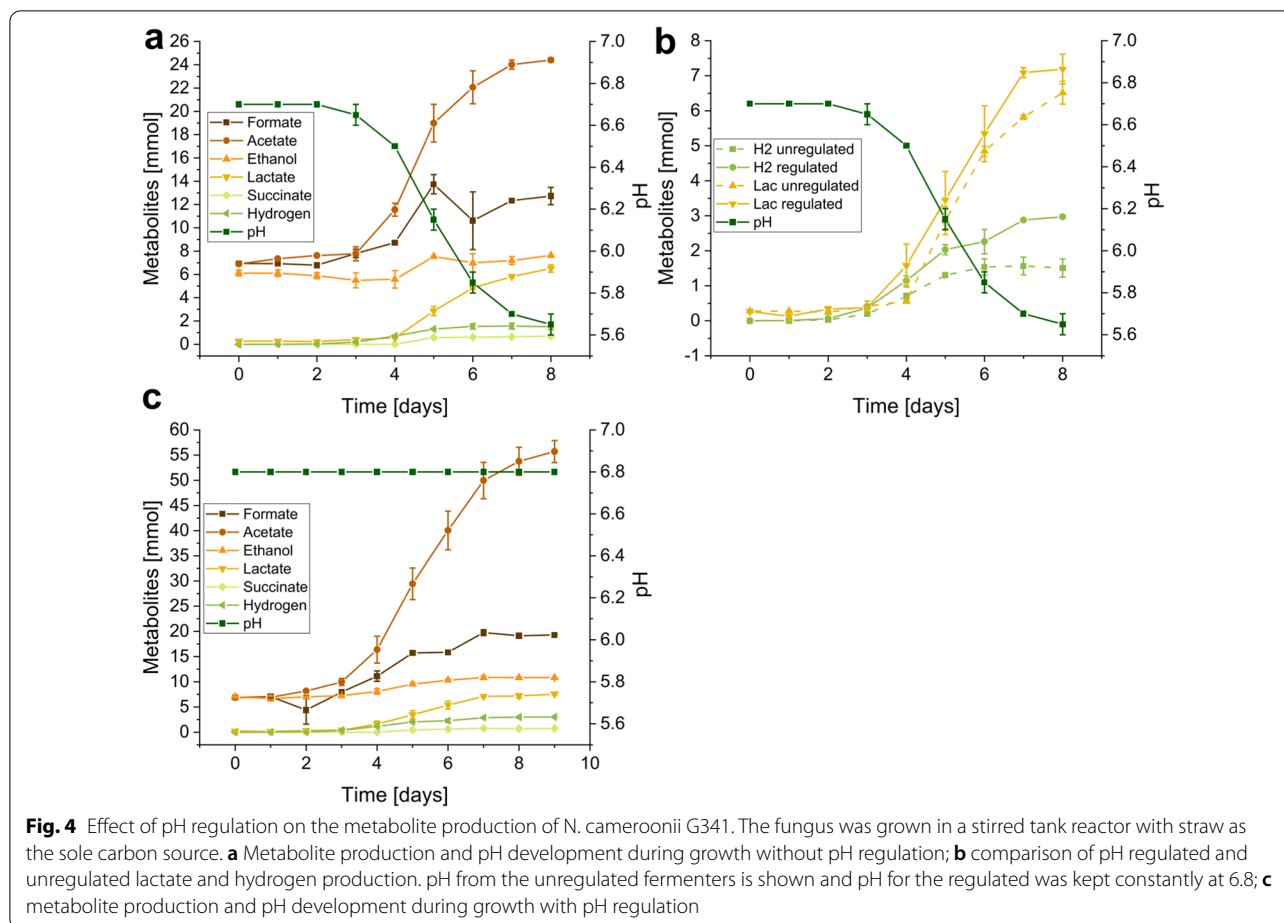 a
26
24
22
20
18
16
14
12
10
8
6
4
2
0
Metabolites [mmol]
Formate
Acetate
Ethanol
Lactate
Succinate
Hydrogen
pH
7.0
6.8
6.6
6.4
6.2
6.0
5.8
5.6
pH
0 2 4 6 8
Time [days]
b
8
7
6
5
4
3
2
1
0
-1
Metabolites [mmol]
H2 unregulated
H2 regulated
Lac unregulated
Lac regulated
pH
7.0
6.8
6.6
6.4
6.2
6.0
5.8
5.6
pH
0 2 4 6 8
Time [days]
c
60
55
50
45
40
35
30
25
20
15
10
5
0
Metabolites [mmol]
Formate
Acetate
Ethanol
Lactate
Succinate
Hydrogen
pH
7.0
6.8
6.6
6.4
6.2
6.0
5.8
5.6
pH
0 2 4 6 8 10
Time [days]
Fig. 4 Effect of pH regulation on the metabolite production of N. cameroonii G341. The fungus was grown in a stirred tank reactor with straw as
the sole carbon source. a Metabolite production and pH development during growth without pH regulation; b comparison of pH regulated and
unregulated lactate and hydrogen production. pH from the unregulated fermenters is shown and pH for the regulated was kept constantly at 6.8; c
metabolite production and pH development during growth with pH regulation